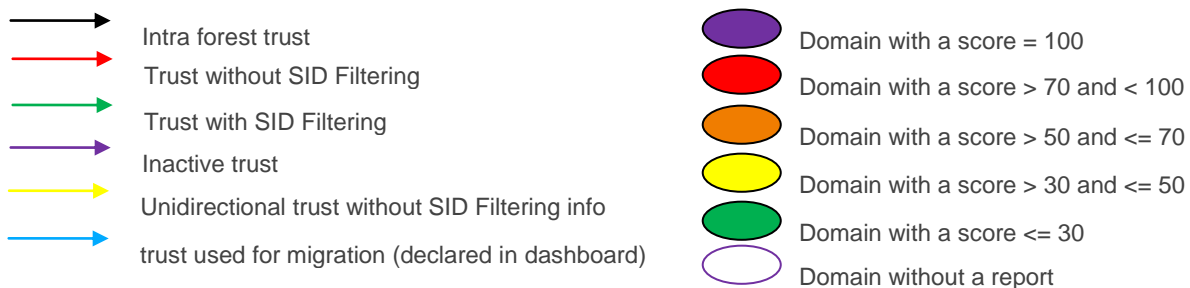 Intra forest trust
Trust without SID Filtering
Trust with SID Filtering
Inactive trust
Unidirectional trust without SID Filtering info
trust used for migration (declared in dashboard)
Domain with a score = 100
Domain with a score > 70 and < 100
Domain with a score > 50 and <= 70
Domain with a score > 30 and <= 50
Domain with a score <= 30
Domain without a report